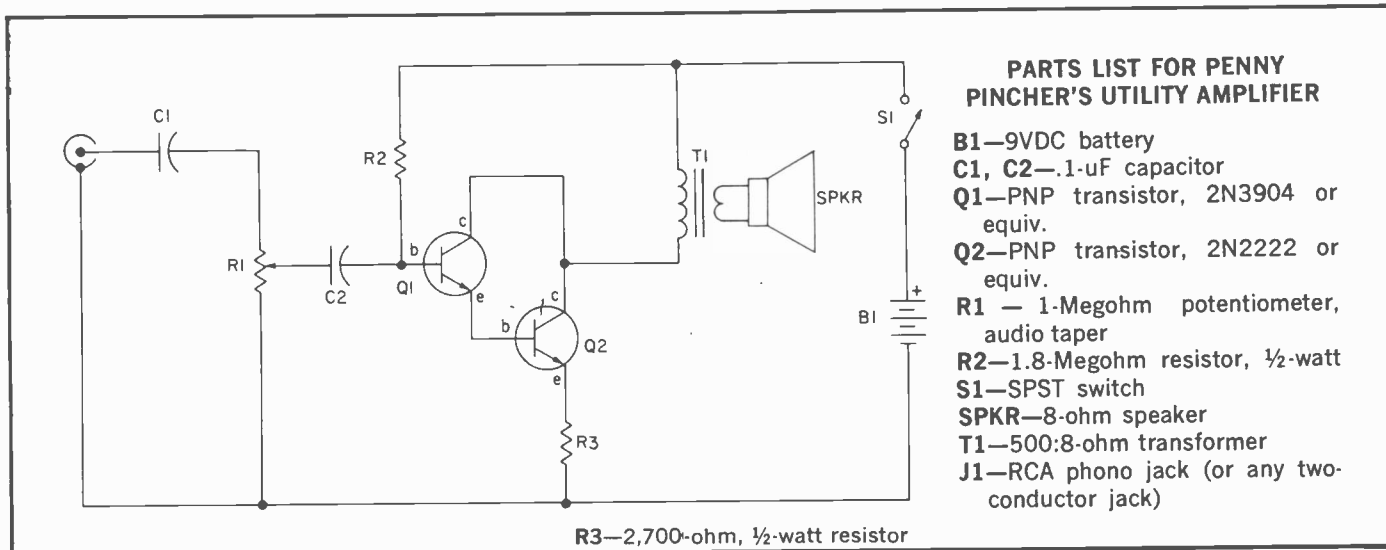 C1
R1
C2
R2
b
c
e
Q1
b
c
e
Q2
R3
T1
SPKR
S1
B1
+
PARTS LIST FOR PENNY
PINCHER'S UTILITY AMPLIFIER
B1—9VDC battery
C1, C2—.1-uF capacitor
Q1—PNP transistor, 2N3904 or
equiv.
Q2—PNP transistor, 2N2222 or
equiv.
R1 — 1-Megohm potentiometer,
audio taper
R2—1.8-Megohm resistor, ½-watt
S1—SPST switch
SPKR—8-ohm speaker
T1—500:8-ohm transformer
J1—RCA phono jack (or any two-
conductor jack)
R3—2,700-ohm, ½-watt resistor